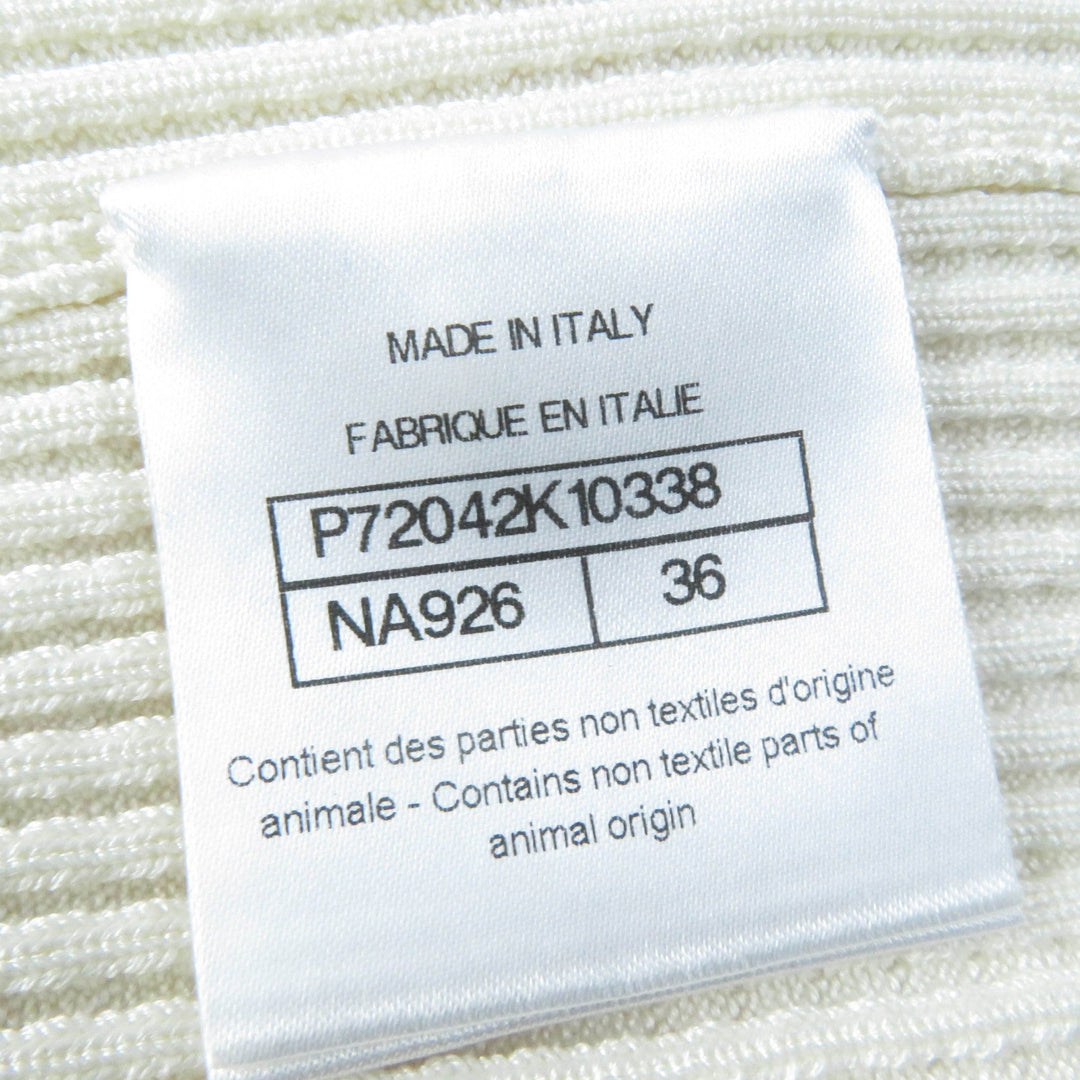 MADE IN ITALY
FABRIQUE EN ITALIE
P72042K10338
NA926 36
Contient des parties non textiles d'origine
animale - Contains non textile parts of
animal origin